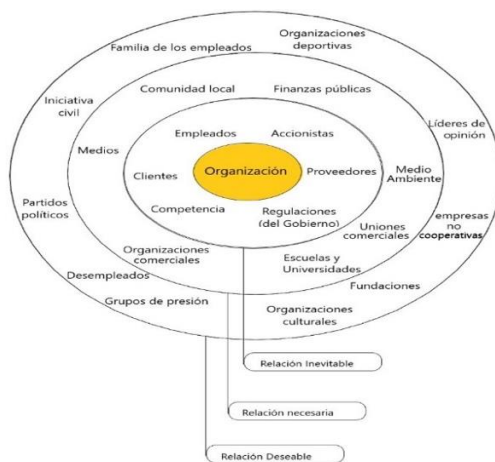 Organizaciones
deportivas
Familia de los empleados
Iniciativa
civil
Comunidad local
Finanzas públicas
Líderes de
opinión
Medios
Empleados
Accionistas
Clientes
Organización
Proveedores
Medio
Ambiente
Partidos
políticos
Competencia
Regulaciones
(del Gobierno)
Uniones
comerciales
empresas
no
cooperativas
Organizaciones
comerciales
Escuelas y
Universidades
Desempleados
Grupos de presión
Fundaciones
Organizaciones
culturales
Relación Inevitable
Relación necesaria
Relación Deseable